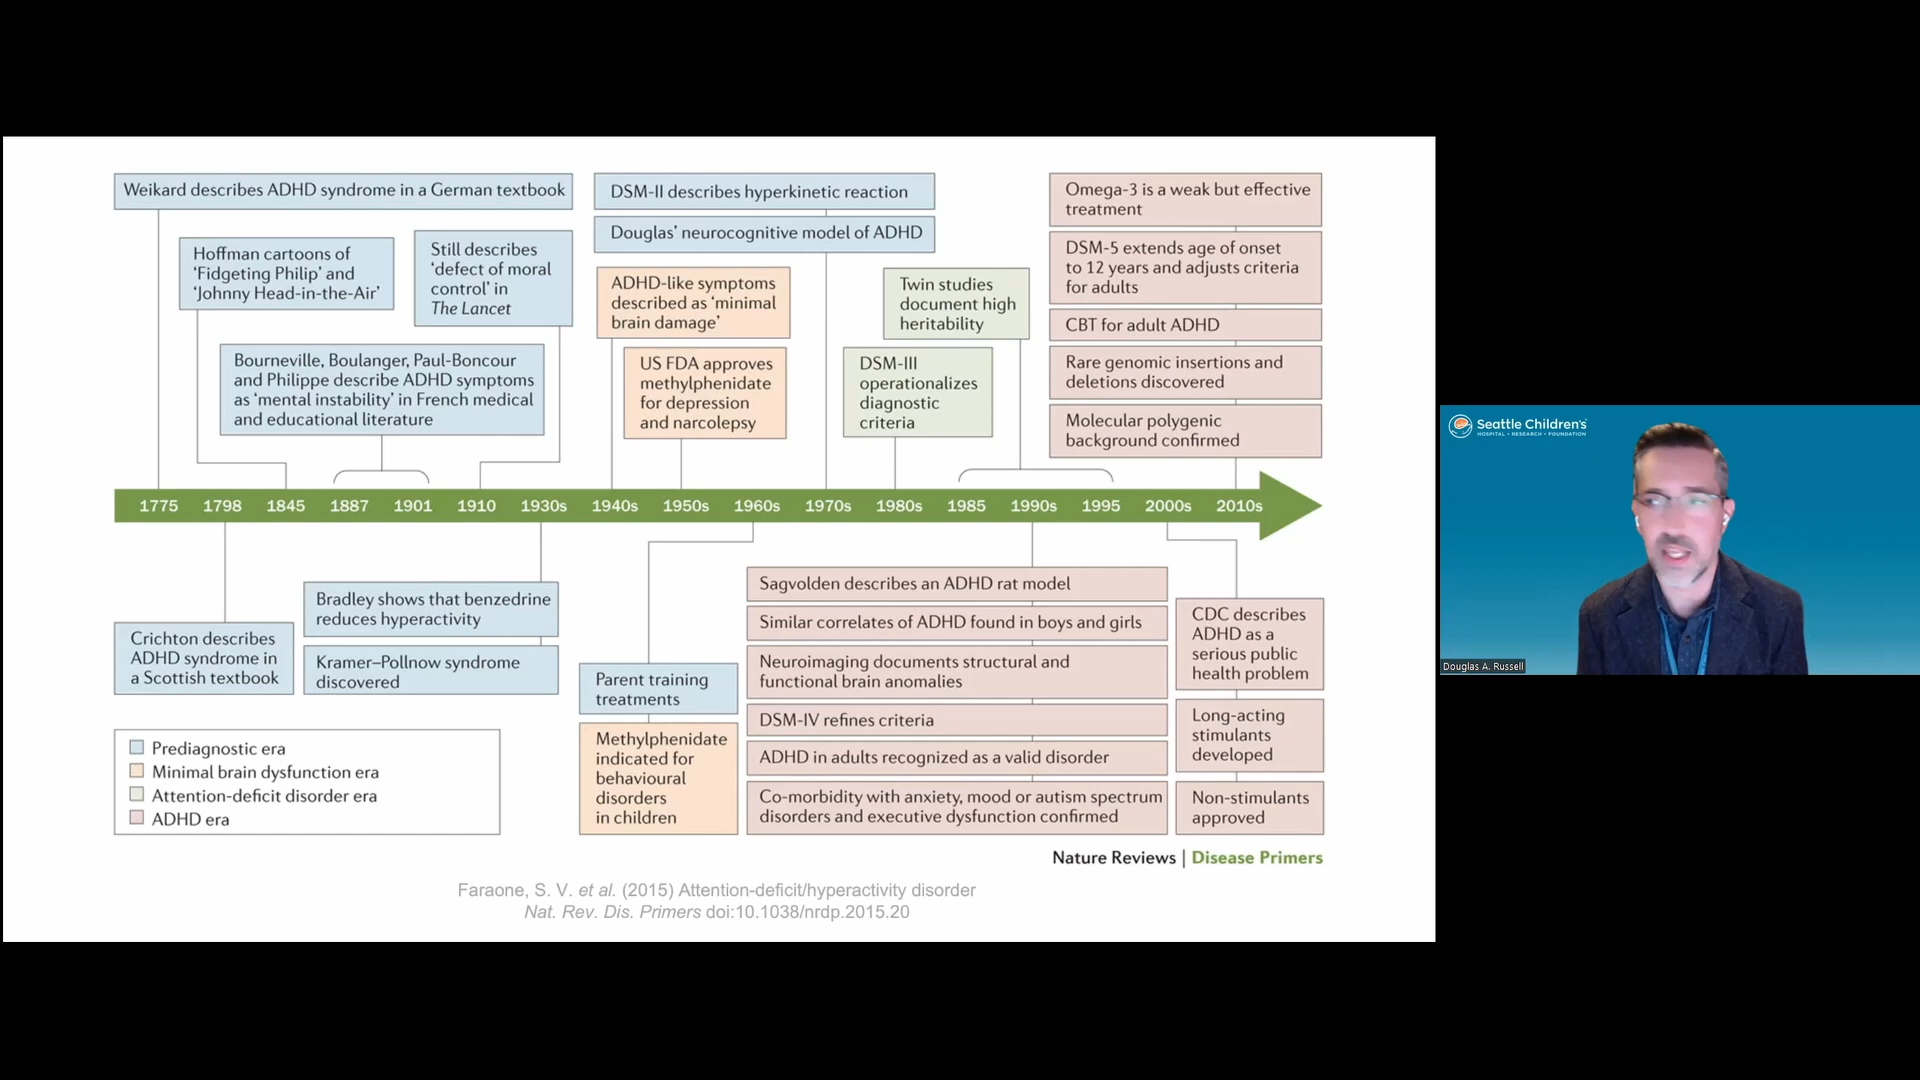 Weikard describes ADHD syndrome in a German textbook
Hoffman cartoons of
‘Fidgeting Philip’ and
‘Johnny Head-in-the-Air’
Still describes
‘defect of moral
control’ in
The Lancet
Bourneville, Boulanger, Paul-Boncour
and Philippe describe ADHD symptoms
as ‘mental instability’ in French medical
and educational literature
DSM-II describes hyperkinetic reaction
Douglas’ neurocognitive model of ADHD
ADHD-like symptoms
described as ‘minimal
brain damage’
US FDA approves
methylphenidate
for depression
and narcolepsy
Twin studies
document high
heritability
DSM-III
operationalizes
diagnostic
criteria
Omega-3 is a weak but effective
treatment
DSM-5 extends age of onset
to 12 years and adjusts criteria
for adults
CBT for adult ADHD
Rare genomic insertions and
deletions discovered
Molecular polygenic
background confirmed
1775 1798 1845 1887 1901 1910 1930s 1940s 1950s 1960s 1970s 1980s 1985 1990s 1995 2000s 2010s
Crichton describes
ADHD syndrome in
a Scottish textbook
Bradley shows that benzedrine
reduces hyperactivity
Kramer–Pollnow syndrome
discovered
Parent training
treatments
Methylphenidate
indicated for
behavioural
disorders
in children
Sagvolden describes an ADHD rat model
Similar correlates of ADHD found in boys and girls
Neuroimaging documents structural and
functional brain anomalies
DSM-IV refines criteria
ADHD in adults recognized as a valid disorder
Co-morbidity with anxiety, mood or autism spectrum
disorders and executive dysfunction confirmed
CDC describes
ADHD as a
serious public
health problem
Long-acting
stimulants
developed
Non-stimulants
approved
Prediagnostic era
Minimal brain dysfunction era
Attention-deficit disorder era
ADHD era
Nature Reviews | Disease Primers
Faraone, S. V. et al. (2015) Attention-deficit/hyperactivity disorder
Nat. Rev. Dis. Primers doi:10.1038/nrdp.2015.20
Seattle Children's
HOSPITAL • RESEARCH • FOUNDATION
Douglas A. Russell